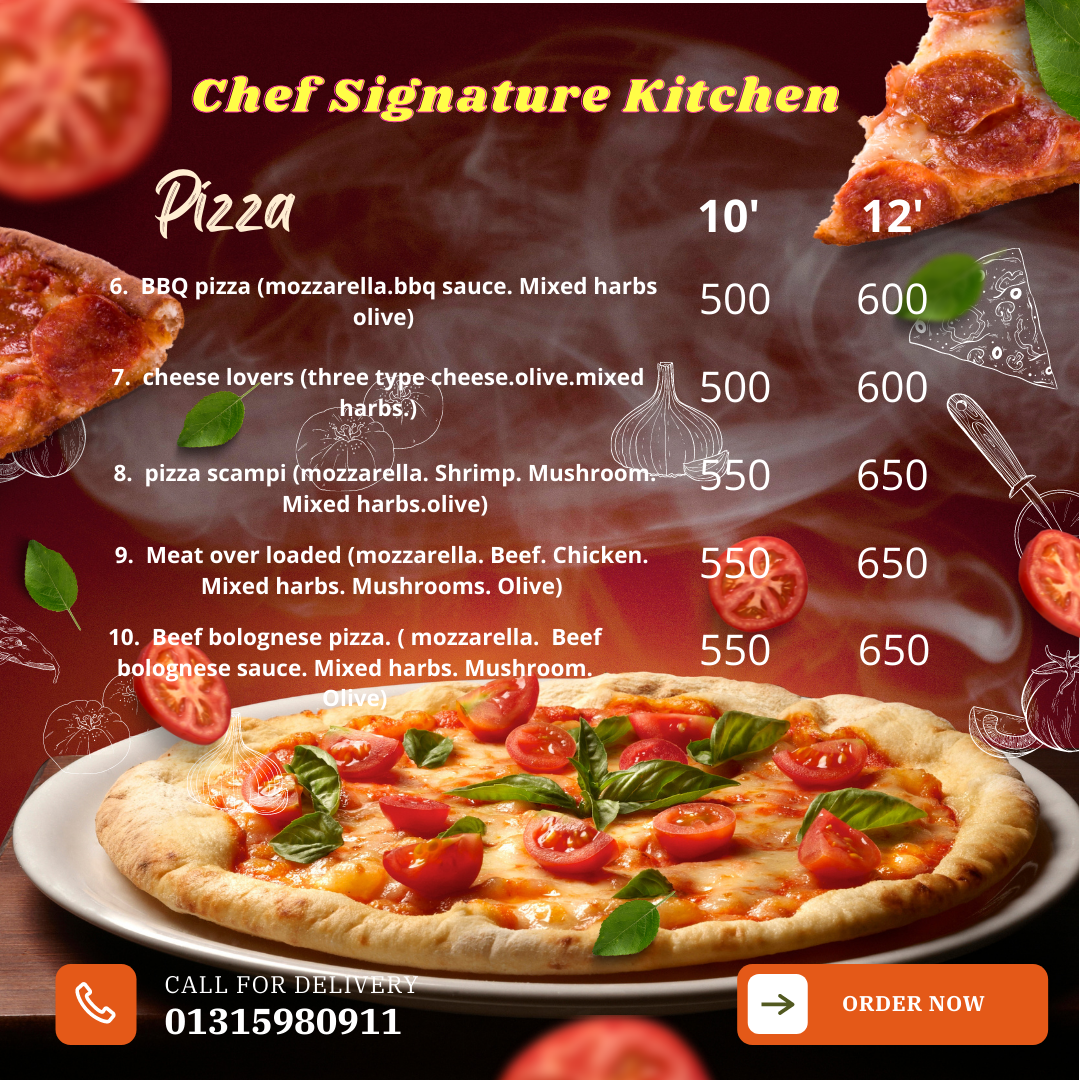 Chef Signature Kitchen
Pizza 10' 12'
6. BBQ pizza (mozzarella.bbq sauce. Mixed harbs
olive)
500 600
7. cheese lovers (three type cheese.olive.mixed
harbs.)
500 600
8. pizza scampi (mozzarella. Shrimp. Mushroom.
Mixed harbs.olive)
550 650
9. Meat over loaded (mozzarella. Beef. Chicken.
Mixed harbs. Mushrooms. Olive)
550 650
10. Beef bolognese pizza. ( mozzarella. Beef
bolognese sauce. Mixed harbs. Mushroom.
Olive)
550 650
CALL FOR DELIVERY
01315980911
ORDER NOW